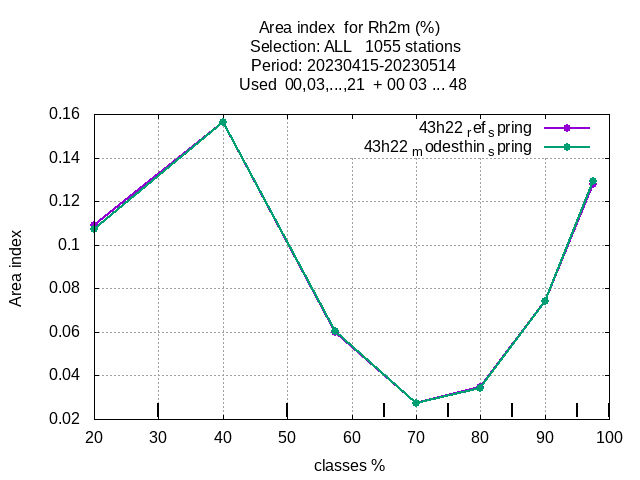 Area index  for Rh2m (%)
Selection: ALL   1055 stations
Period: 20230415-20230514
Used  00,03,...,21  + 00 03 ... 48
0.16
43h22 ref spring
0.14
43h22 modesthin spring
0.12
0.1
Area index
0.08
0.06
0.04
0.02
20 30 40 50 60 70 80 90 100
classes %